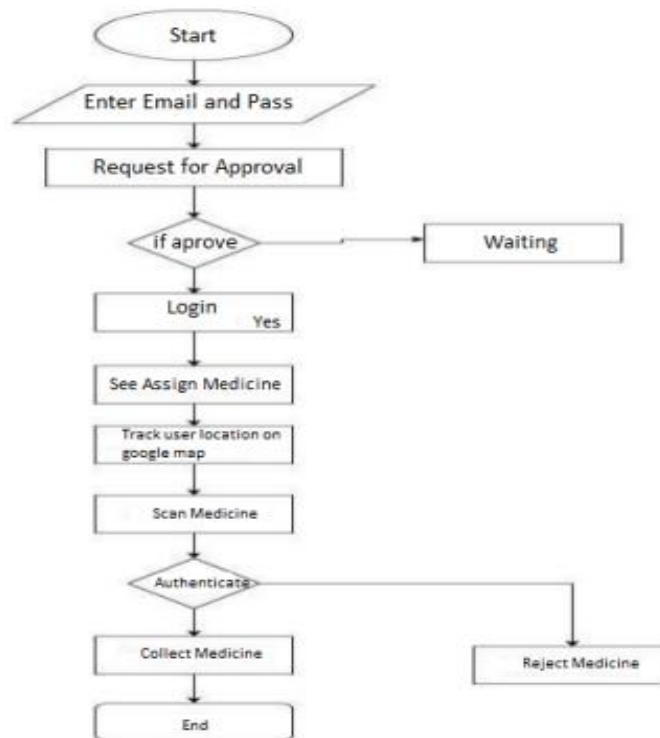 Start
Enter Email and Pass
Request for Approval
if aprove
Waiting
Login
Yes
See Assign Medicine
Track user location on
google map
Scan Medicine
Authenticate
Collect Medicine
Reject Medicine
End